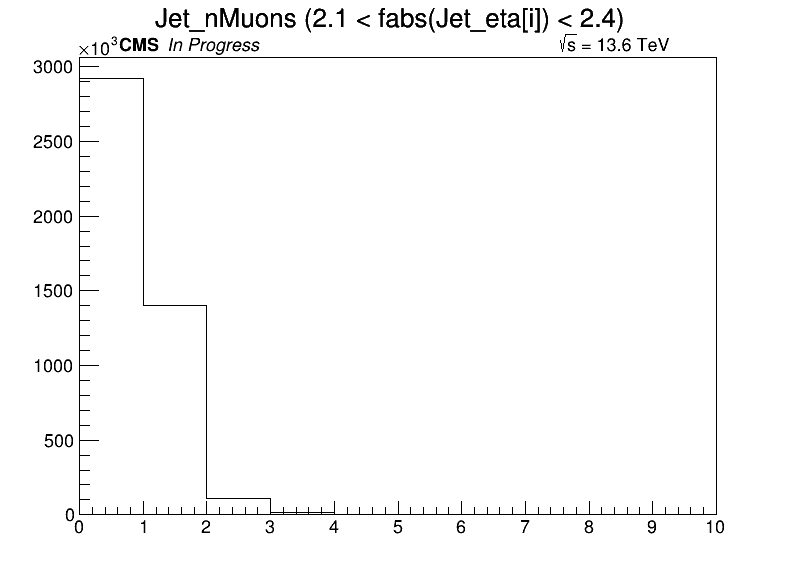 Jet_nMuons (2.1 < fabs(Jet_eta[i]) < 2.4)
×10³ CMS In Progress √s = 13.6 TeV
3000
2500
2000
1500
1000
500
0
0 1 2 3 4 5 6 7 8 9 10